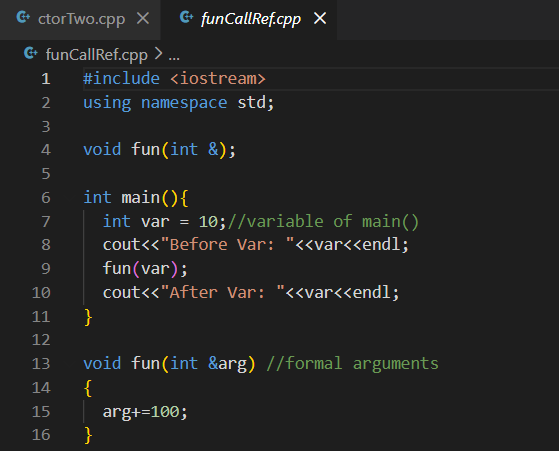 ctorTwo.cpp × funCallRef.cpp ×
funCallRef.cpp > ...
1 #include <iostream>
2 using namespace std;
3
4 void fun(int &);
5
6 int main(){
7   int var = 10;//variable of main()
8   cout<<"Before Var: "<<var<<endl;
9   fun(var);
10   cout<<"After Var: "<<var<<endl;
11 }
12
13 void fun(int &arg) //formal arguments
14 {
15   arg+=100;
16 }